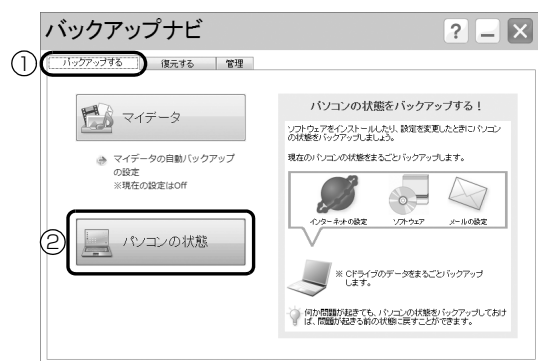 バックアップナビ
?
① バックアップする 復元する 管理
マイデータ
マイデータの自動バックアップ
の設定
※現在の設定はOff
② パソコンの状態
パソコンの状態をバックアップする！
ソフトウェアをインストールしたり、設定を変更したときにパソコン
の状態をバックアップしましょう。
現在のパソコンの状態をまるごとバックアップします。
インターネットの設定 ソフトウェア メールの設定
※ Cドライブのデータをまるごとバックアップ
します。
何か問題が起きても、パソコンの状態をバックアップしておけ
ば、問題が起きる前の状態に戻すことができます。